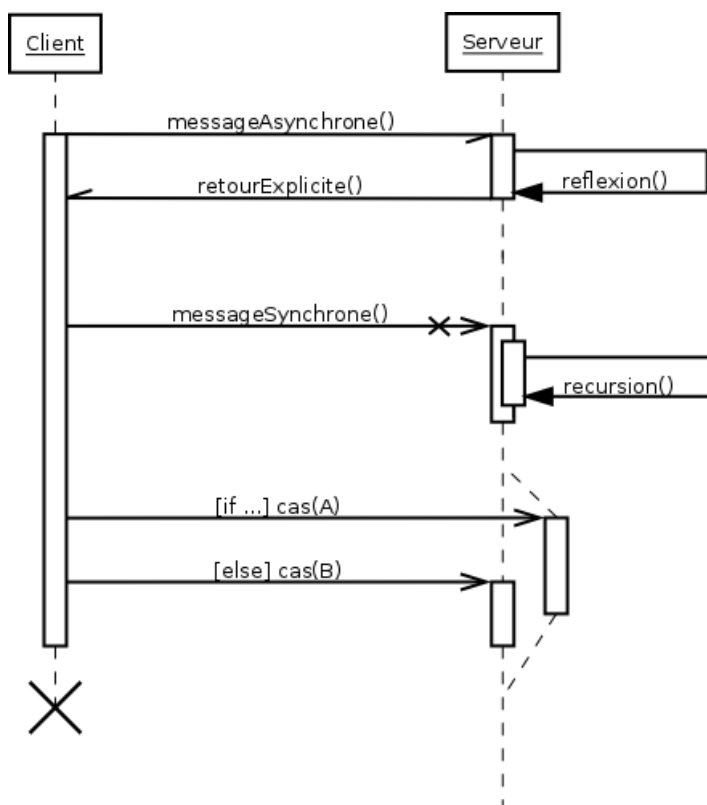 Client
Serveur
messageAsynchrone()
reflexion()
retourExplicite()
messageSynchrone()
recursion()
[if ...] cas(A)
[else] cas(B)